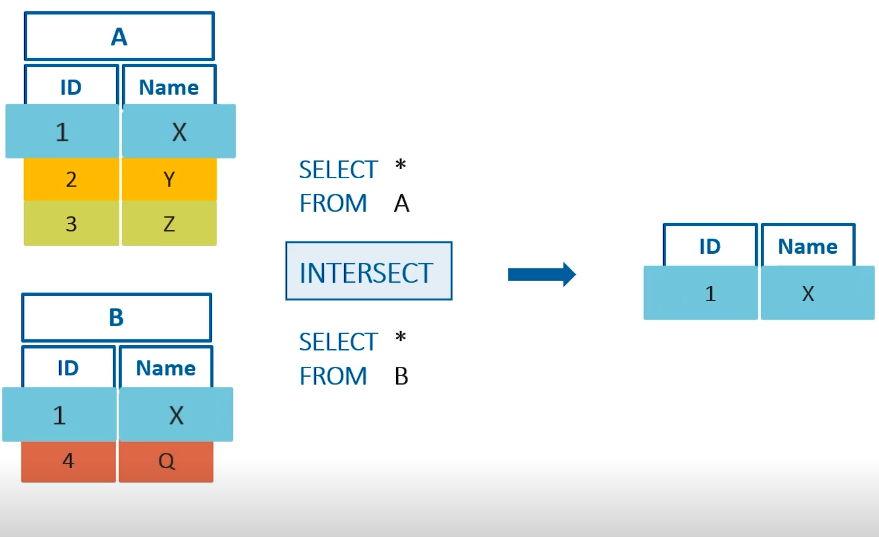 A
ID Name
1 X
2 Y
3 Z
B
ID Name
1 X
4 Q
SELECT *
FROM A
INTERSECT
SELECT *
FROM B
ID Name
1 X